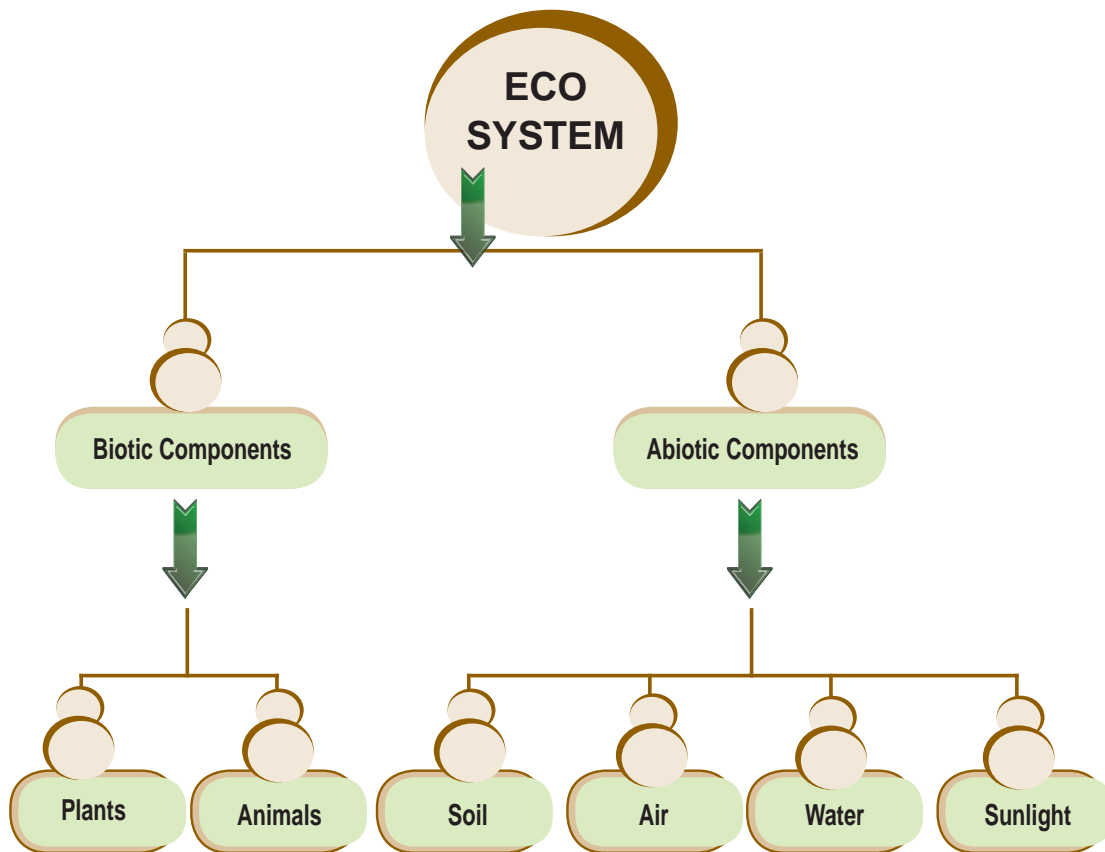 ECO
SYSTEM
Biotic Components
Abiotic Components
Plants
Animals
Soil
Air
Water
Sunlight